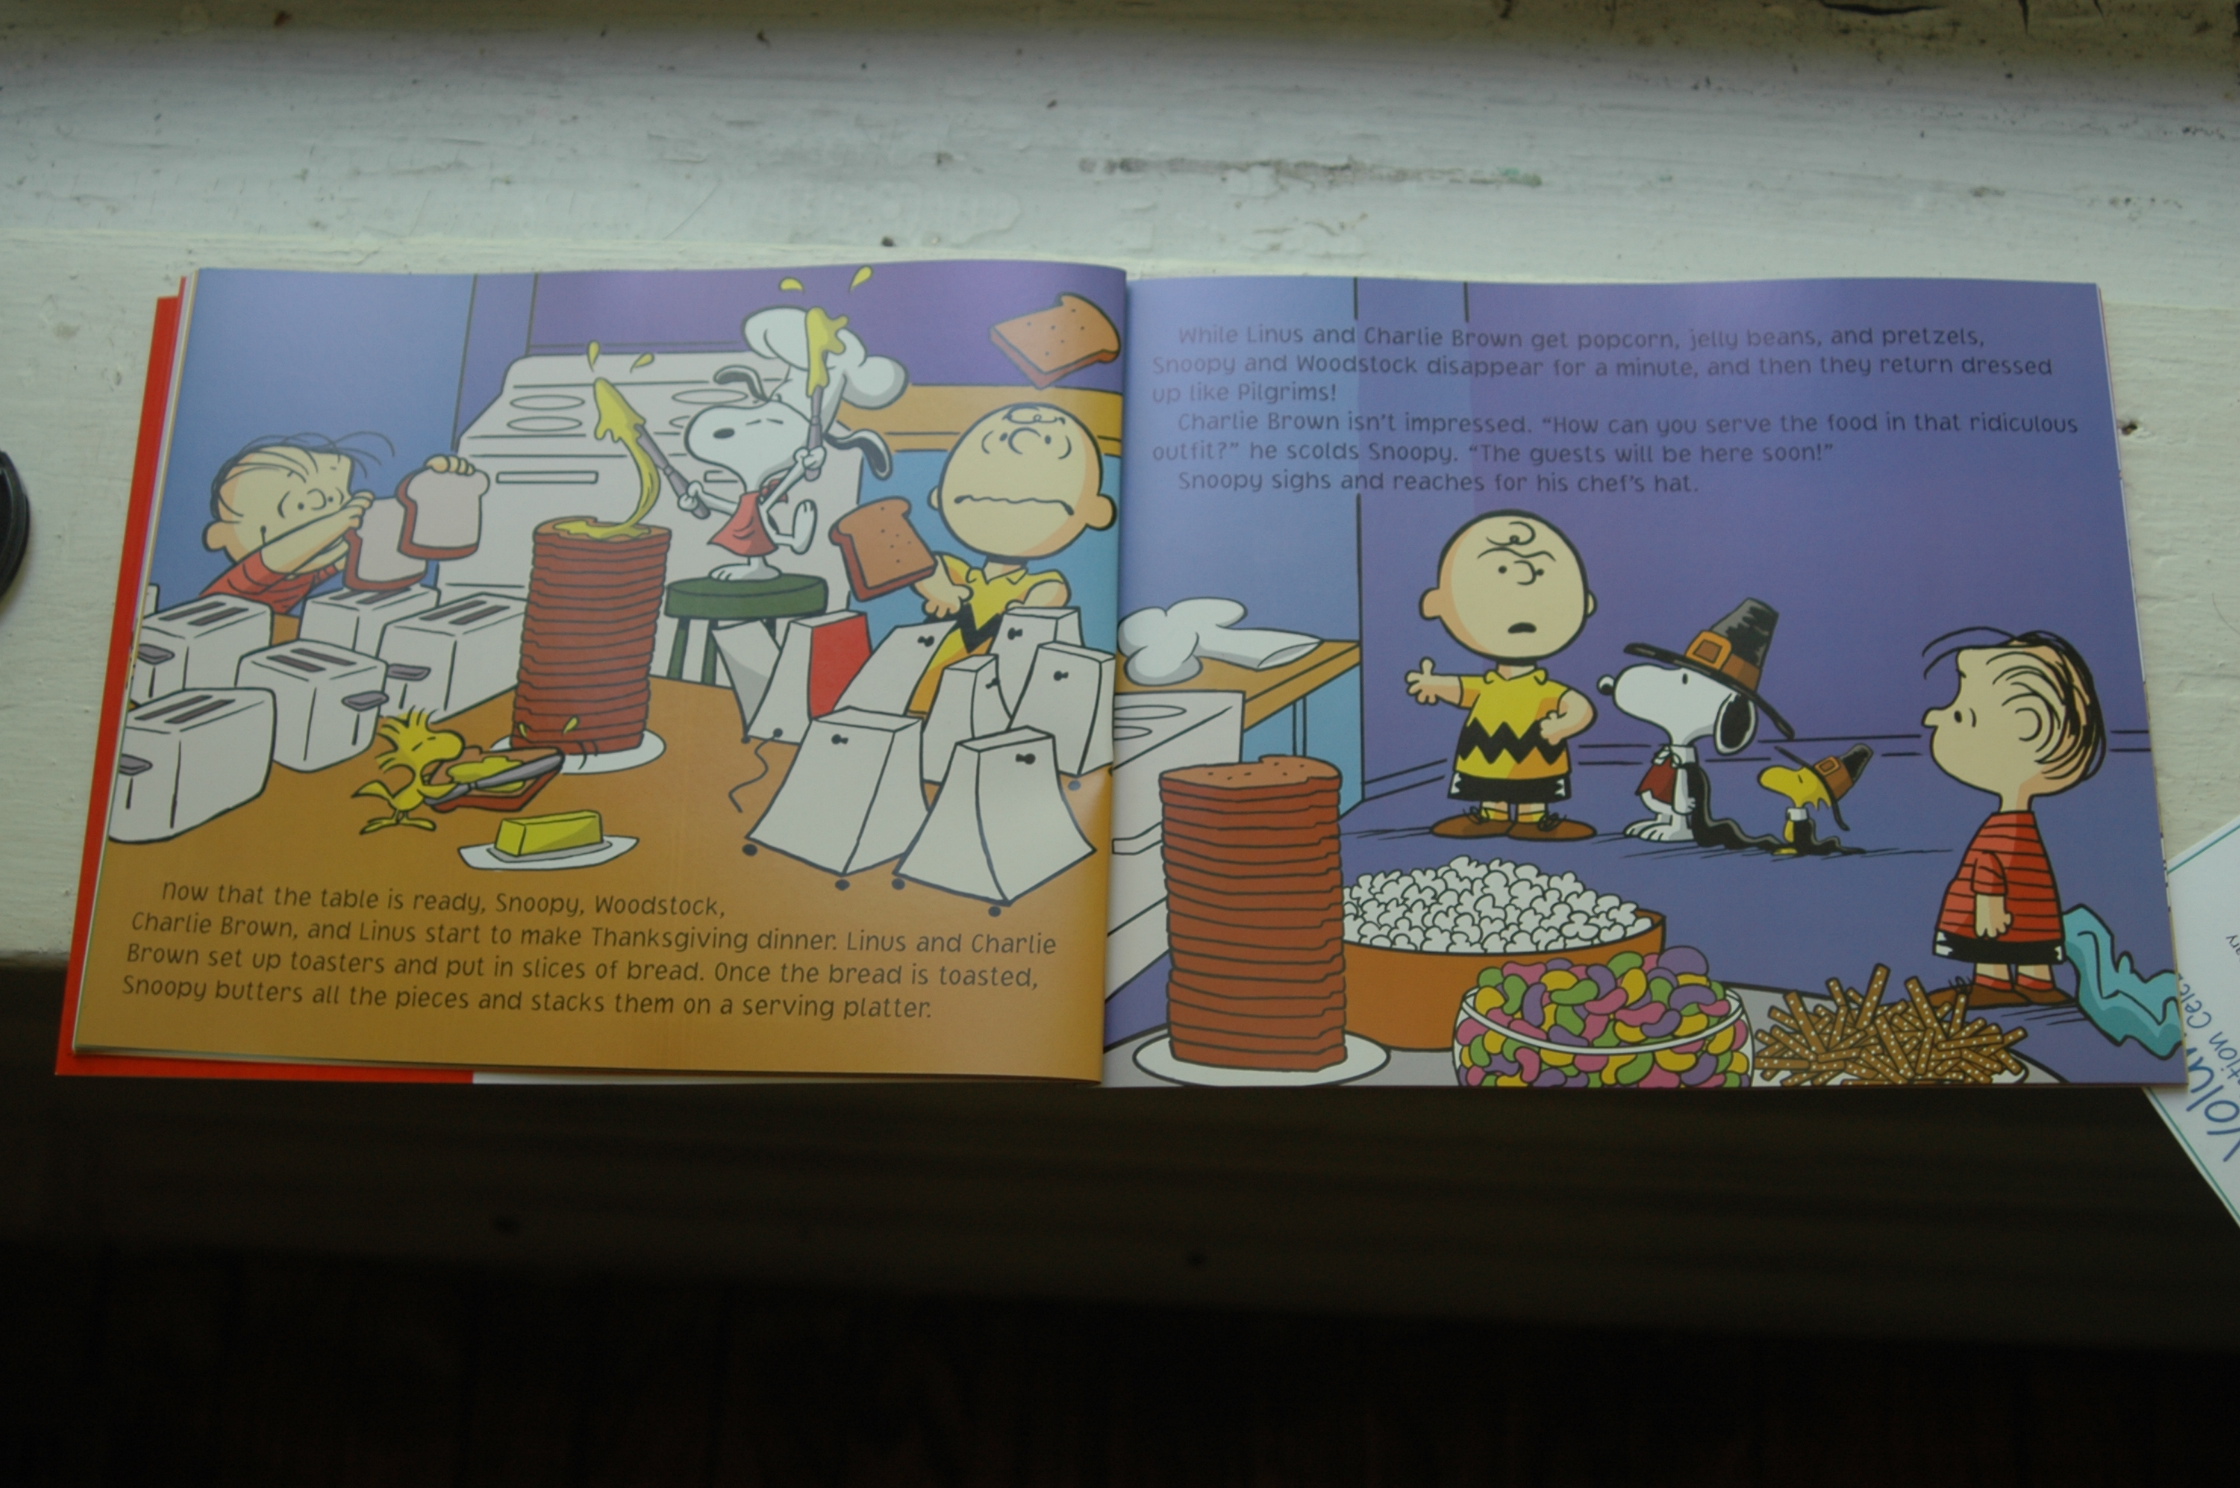 Now that the table is ready, Snoopy, Woodstock,
Charlie Brown, and Linus start to make Thanksgiving dinner. Linus and Charlie
Brown set up toasters and put in slices of bread. Once the bread is toasted,
Snoopy butters all the pieces and stacks them on a serving platter.
While Linus and Charlie Brown get popcorn, jelly beans, and pretzels,
Snoopy and Woodstock disappear for a minute, and then they return dressed
up like Pilgrims!
Charlie Brown isn't impressed. “How can you serve the food in that ridiculous
outfit?” he scolds Snoopy. “The guests will be here soon!”
Snoopy sighs and reaches for his chef's hat.